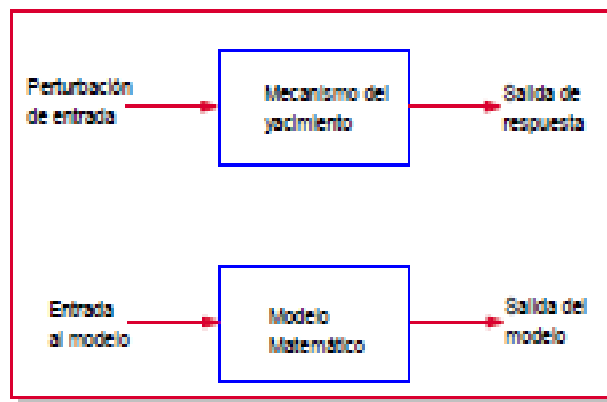 Perturbación
de entrada
Mecanismo del
yacimiento
Salida de
respuesta
Entrada
al modelo
Modelo
Matemático
Salida del
modelo